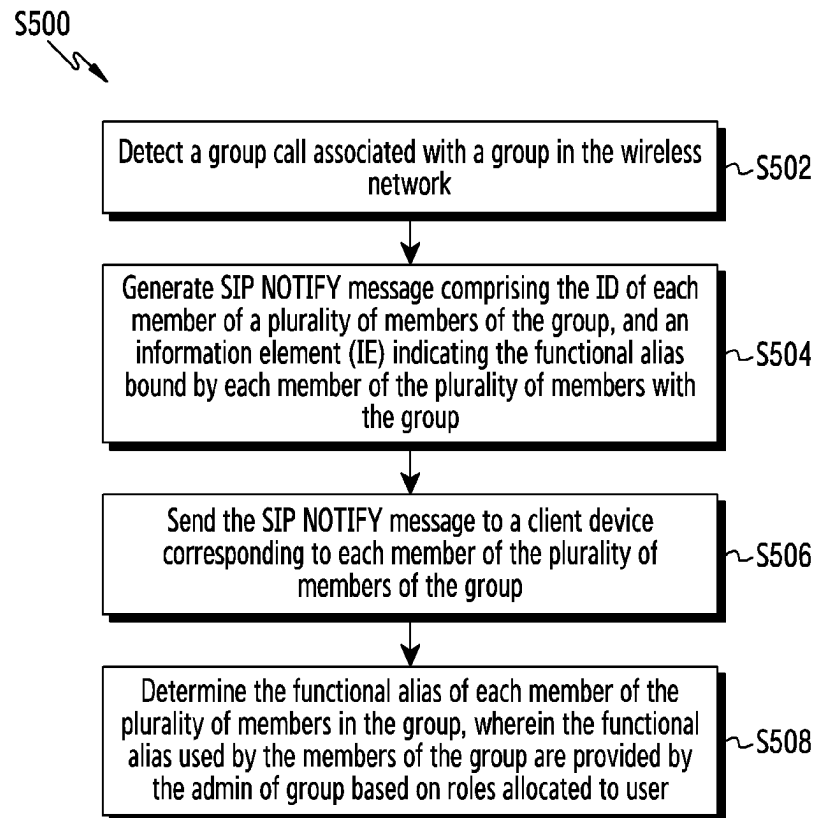 S500
Detect a group call associated with a group in the wireless
network
S502
Generate SIP NOTIFY message comprising the ID of each
member of a plurality of members of the group, and an
information element (IE) indicating the functional alias
bound by each member of the plurality of members with
the group
S504
Send the SIP NOTIFY message to a client device
corresponding to each member of the plurality of
members of the group
S506
Determine the functional alias of each member of the
plurality of members in the group, wherein the functional
alias used by the members of the group are provided by
the admin of group based on roles allocated to user
S508